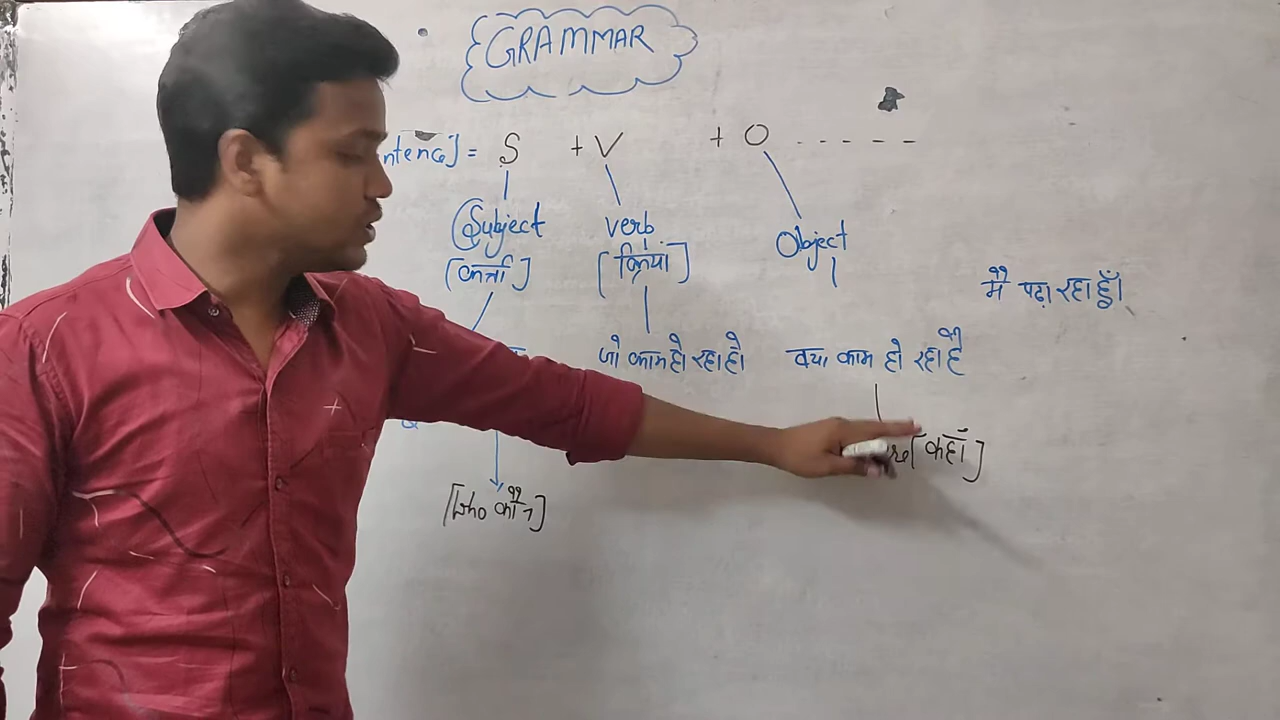 GRAMMAR
ntence] = S + V + O - - - - -
Subject verb Object
[कर्त्ता] [क्रिया]
मै पढ़ा रहा हूँ।
जो काम हो रहा हो क्या काम हो रहा है
[कहाँ]
[who कौन]